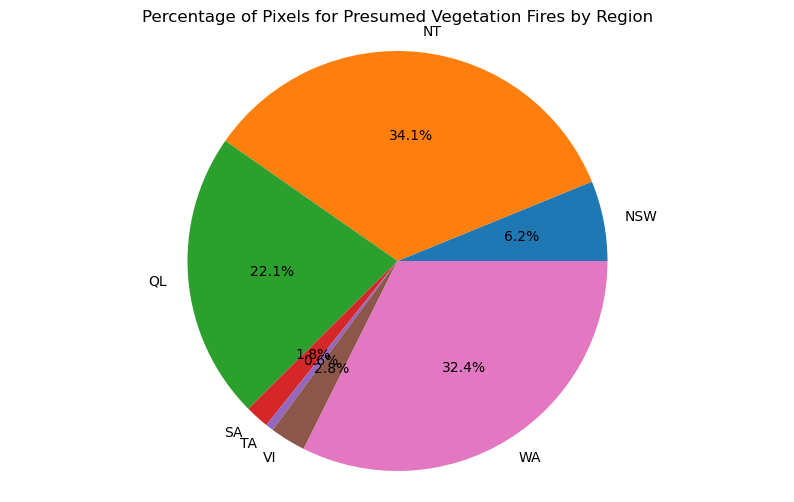 Percentage of Pixels for Presumed Vegetation Fires by Region
NT
34.1%
NSW
6.2%
22.1%
QL
1.8%
0.6%
2.8%
32.4%
SA
TA
VI
WA